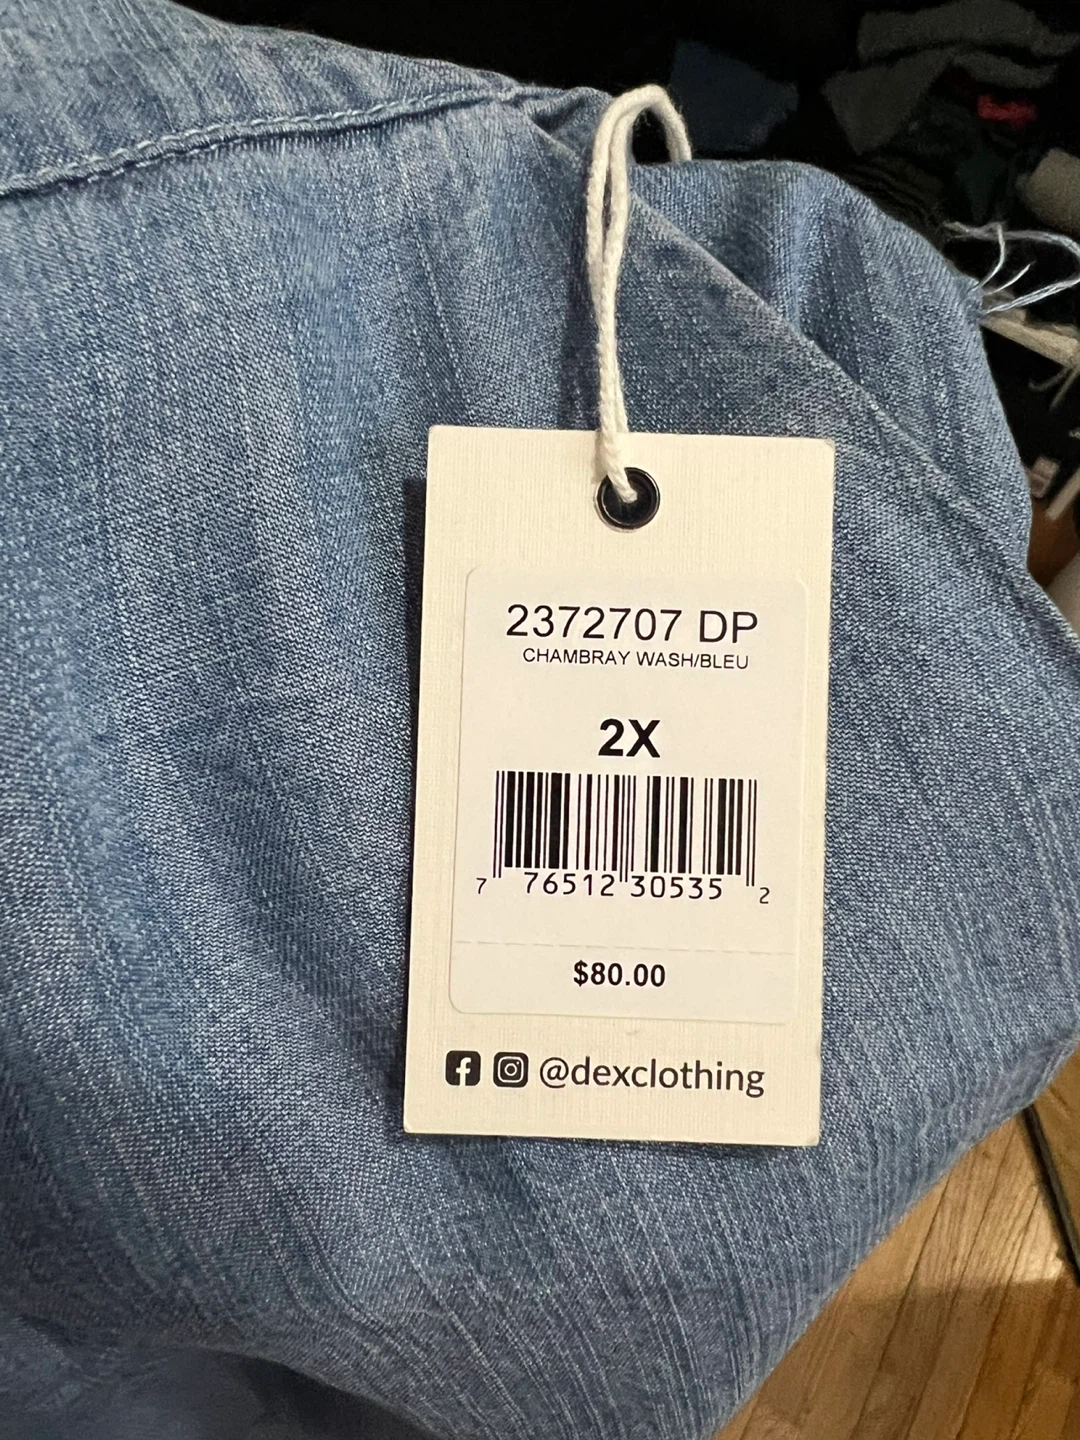 2372707 DP
CHAMBRAY WASH/BLEU
2X
7 76512 30535 2
$80.00
@dexclothing